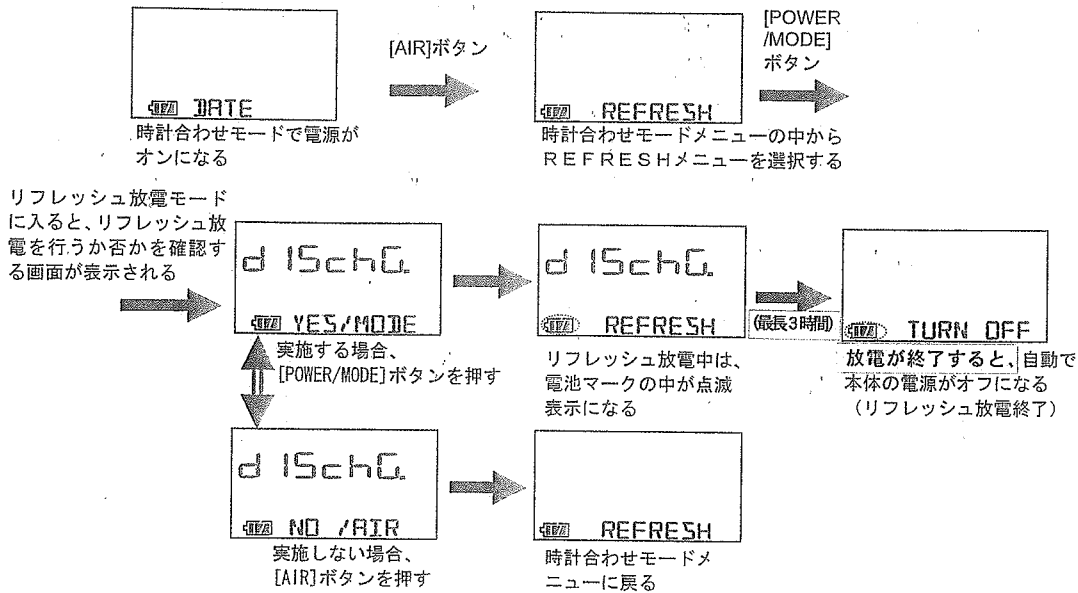 [AIR]ボタン
[POWER
/MODE]
ボタン
DATE
REFRESH
時計合わせモードで電源が
オンになる
時計合わせモードメニューの中から
ＲＥＦＲＥＳＨメニューを選択する
リフレッシュ放電モード
に入ると、リフレッシュ放
電を行うか否かを確認す
る画面が表示される
dISchG.
YES/MODE
実施する場合、
[POWER/MODE]ボタンを押す
dISchG.
REFRESH
リフレッシュ放電中は、
電池マークの中が点滅
表示になる
(最長3時間)
TURN OFF
放電が終了すると、自動で
本体の電源がオフになる
（リフレッシュ放電終了）
dISchG.
NO /AIR
実施しない場合、
[AIR]ボタンを押す
REFRESH
時計合わせモードメ
ニューに戻る